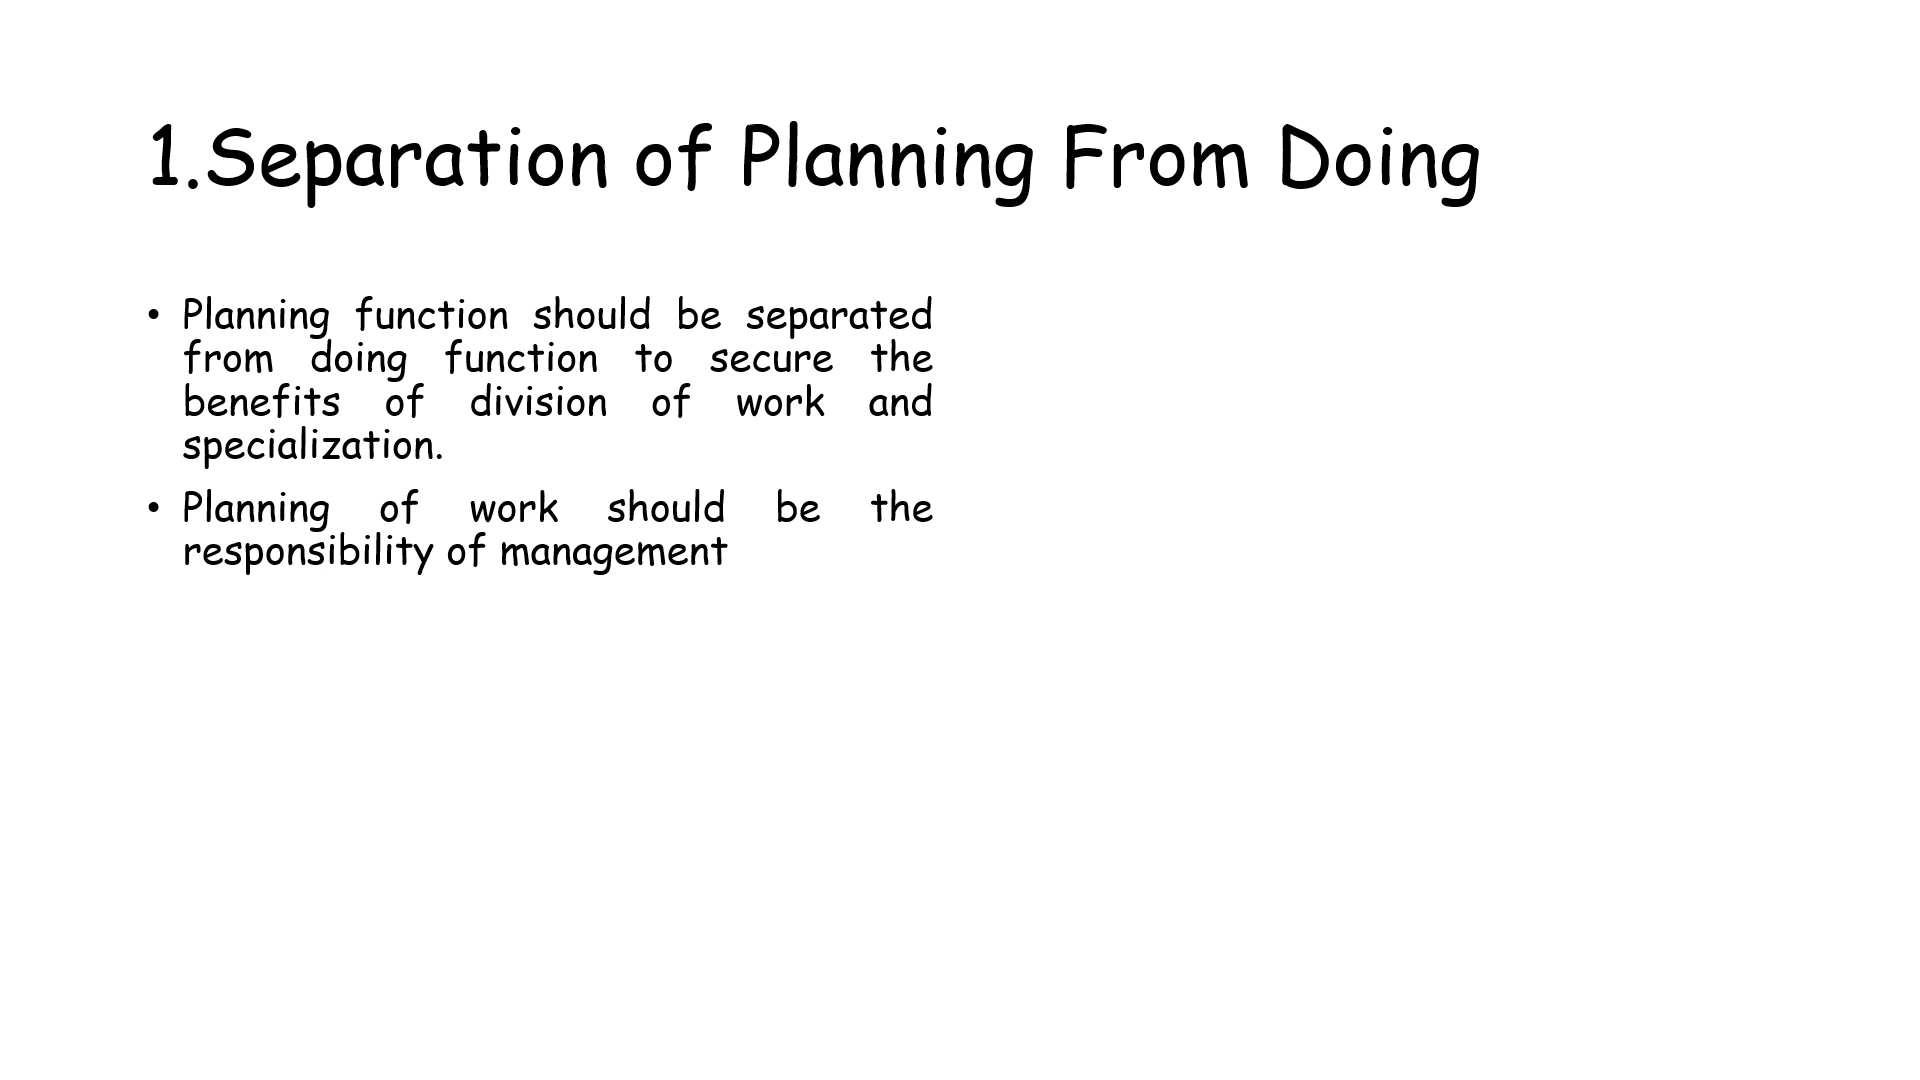 1.Separation of Planning From Doing
• Planning function should be separated
from doing function to secure the
benefits of division of work and
specialization.
• Planning of work should be the
responsibility of management